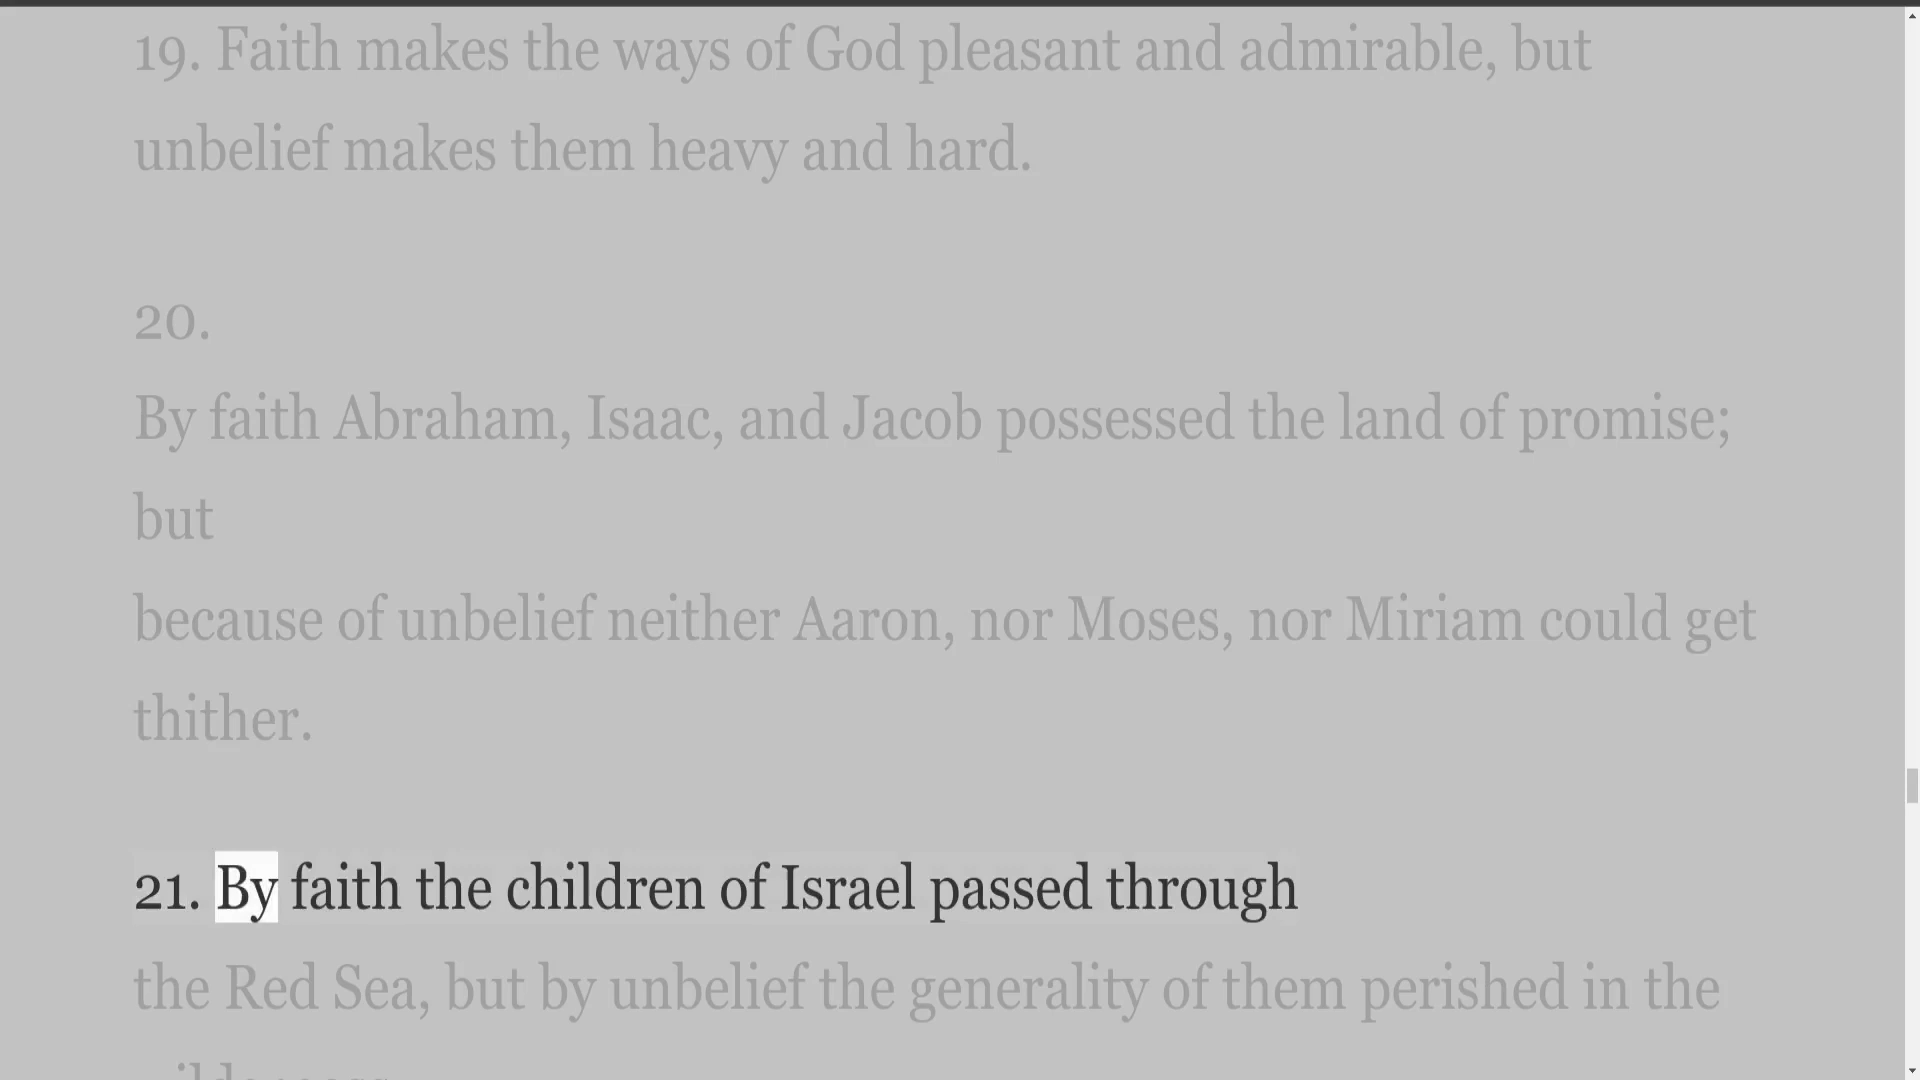 19. Faith makes the ways of God pleasant and admirable, but
unbelief makes them heavy and hard.
20.
By faith Abraham, Isaac, and Jacob possessed the land of promise;
but
because of unbelief neither Aaron, nor Moses, nor Miriam could get
thither.
21. By faith the children of Israel passed through
the Red Sea, but by unbelief the generality of them perished in the